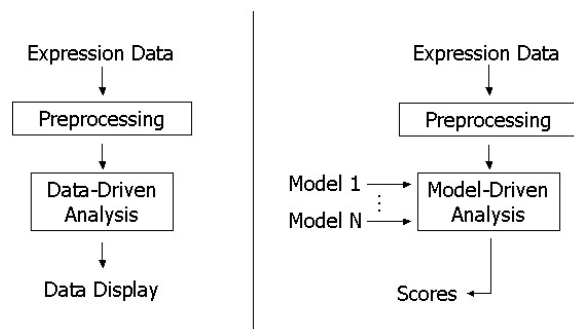 Expression Data
Preprocessing
Data-Driven
Analysis
Data Display
Expression Data
Preprocessing
Model 1
Model N
Model-Driven
Analysis
Scores